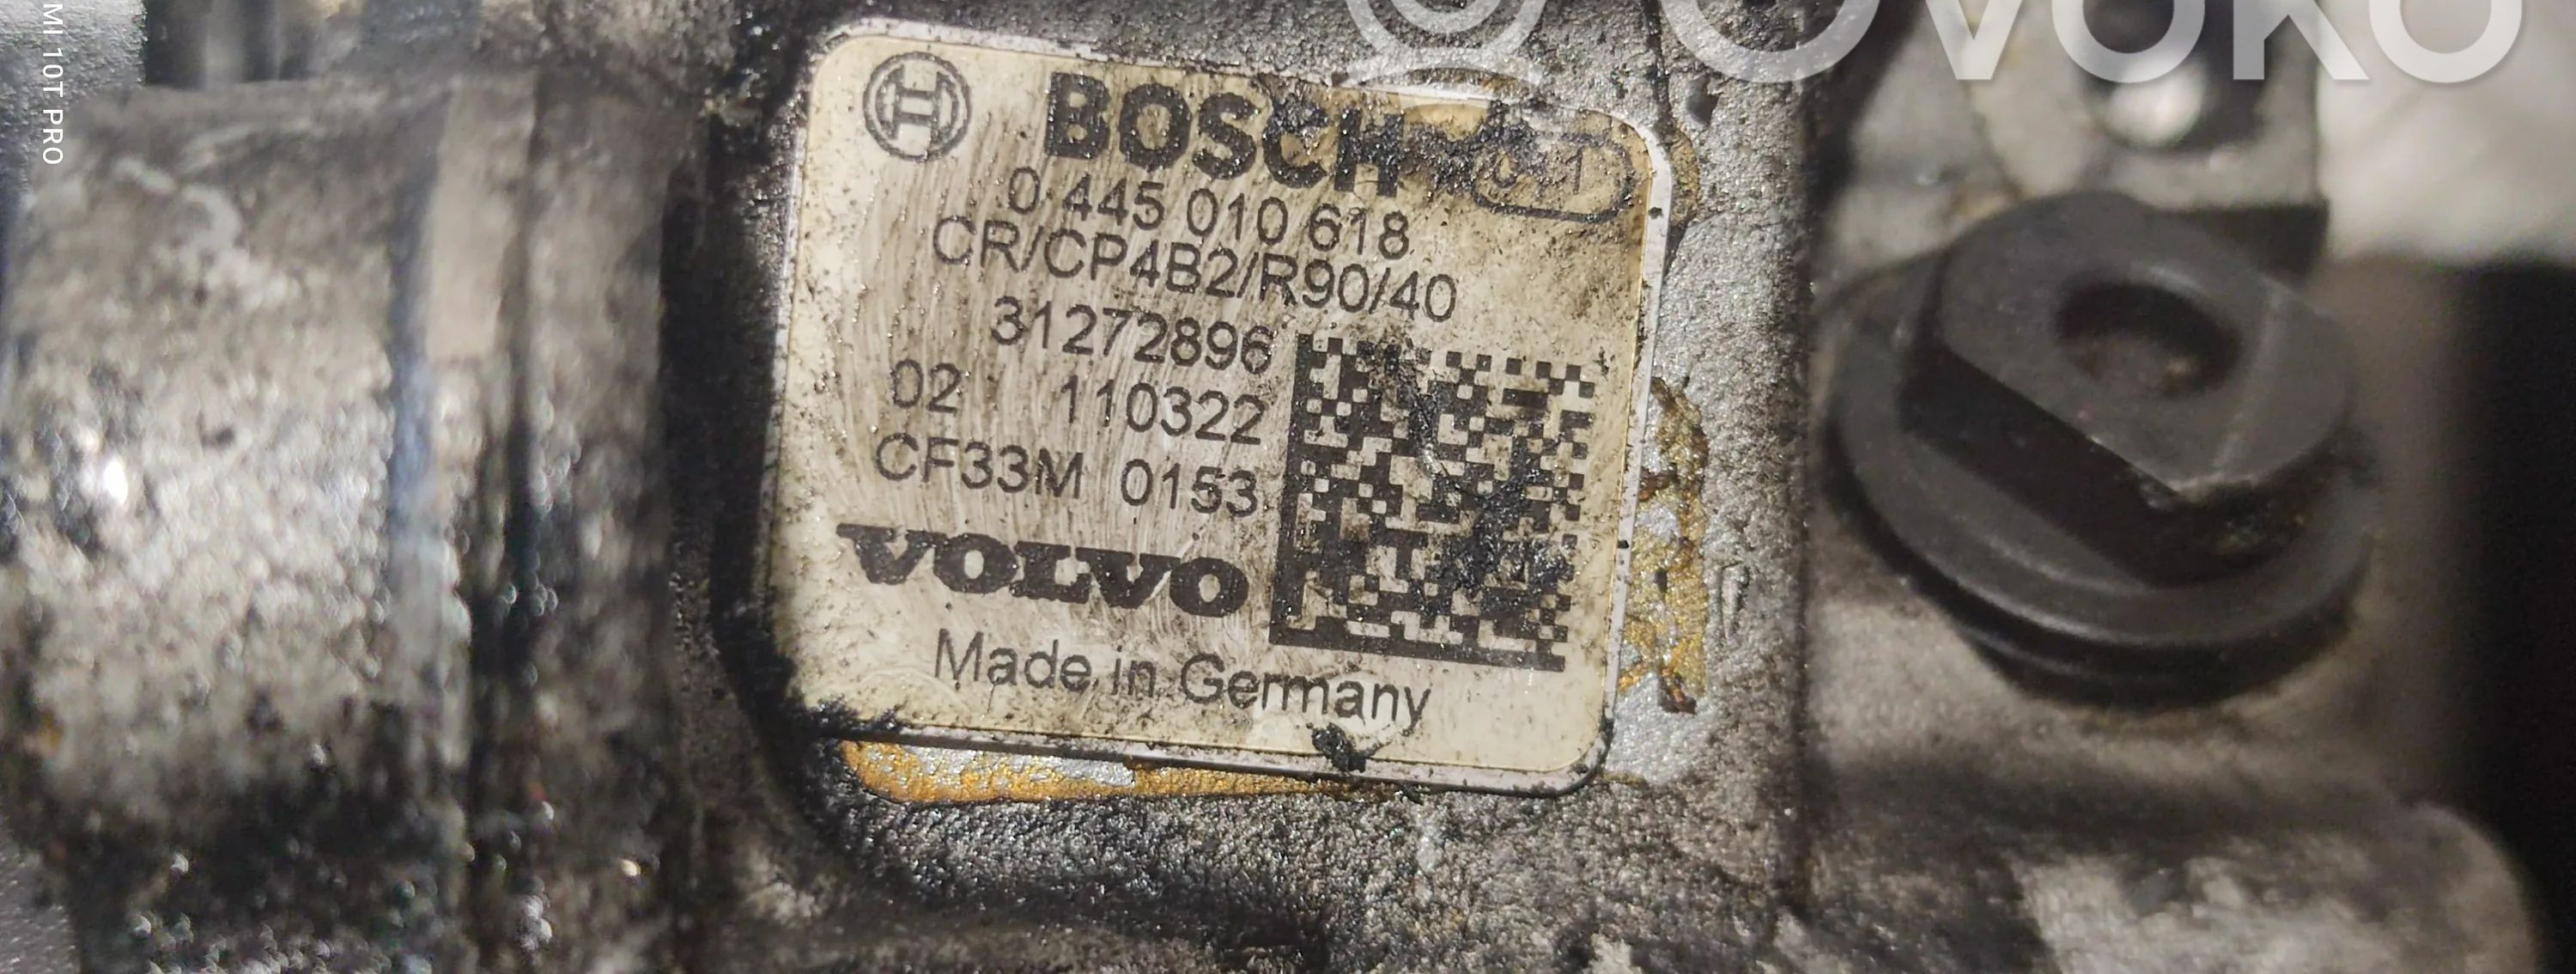 MI 10T PRO
OVOKO
BOSCH
0 445 010 618
CR/CP4B2/R90/40
31272896
02 110322
CF33M 0153
VOLVO
Made in Germany